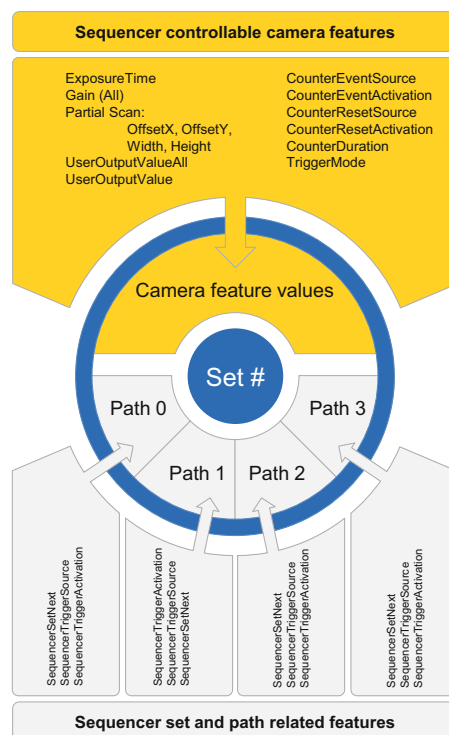 Sequencer controllable camera features
ExposureTime
Gain (All)
Partial Scan:
OffsetX, OffsetY,
Width, Height
UserOutputValueAll
UserOutputValue
CounterEventSource
CounterEventActivation
CounterResetSource
CounterResetActivation
CounterDuration
TriggerMode
Camera feature values
Set #
Path 0
Path 1
Path 2
Path 3
SequencerSetNext
SequencerTriggerSource
SequencerTriggerActivation
SequencerTriggerActivation
SequencerTriggerSource
SequencerSetNext
SequencerSetNext
SequencerTriggerSource
SequencerTriggerActivation
SequencerSetNext
SequencerTriggerSource
SequencerTriggerActivation
Sequencer set and path related features